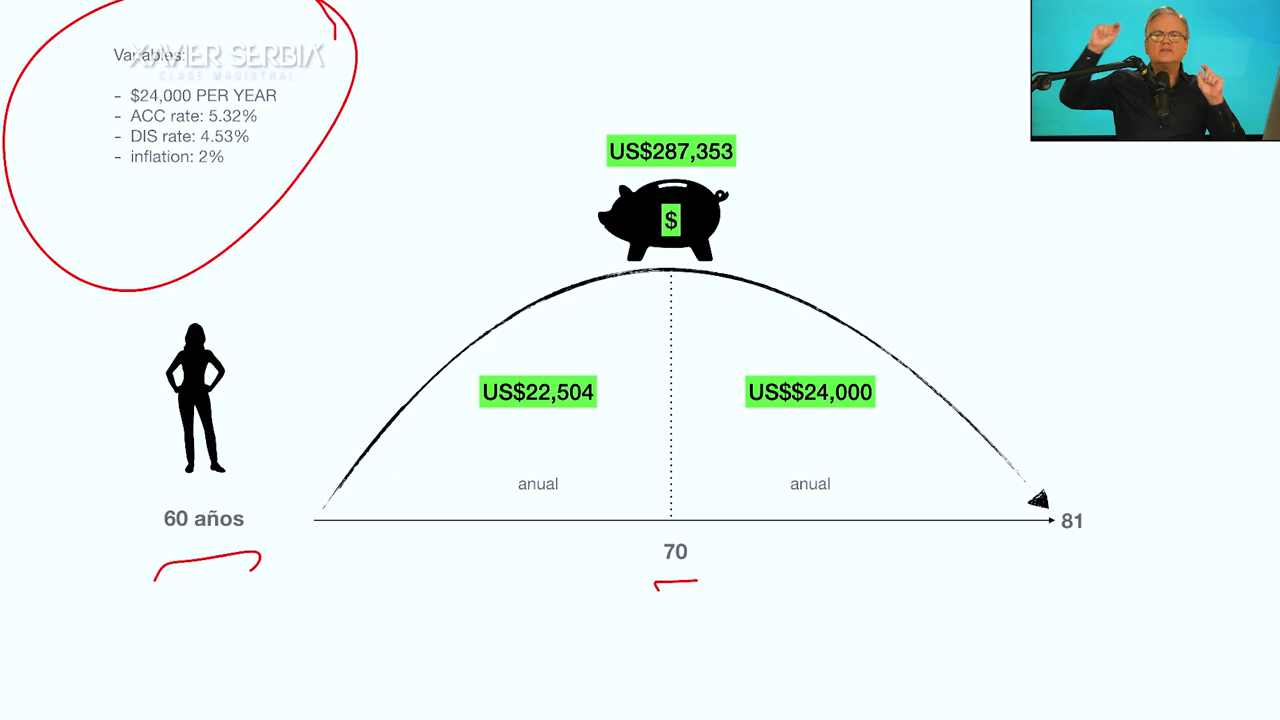 Variables:
XAVIER SERBIÁ
CLASE MAGISTRAL
- $24,000 PER YEAR
- ACC rate: 5.32%
- DIS rate: 4.53%
- inflation: 2%
US$287,353
$
US$22,504
US$$24,000
anual
anual
60 años
81
70